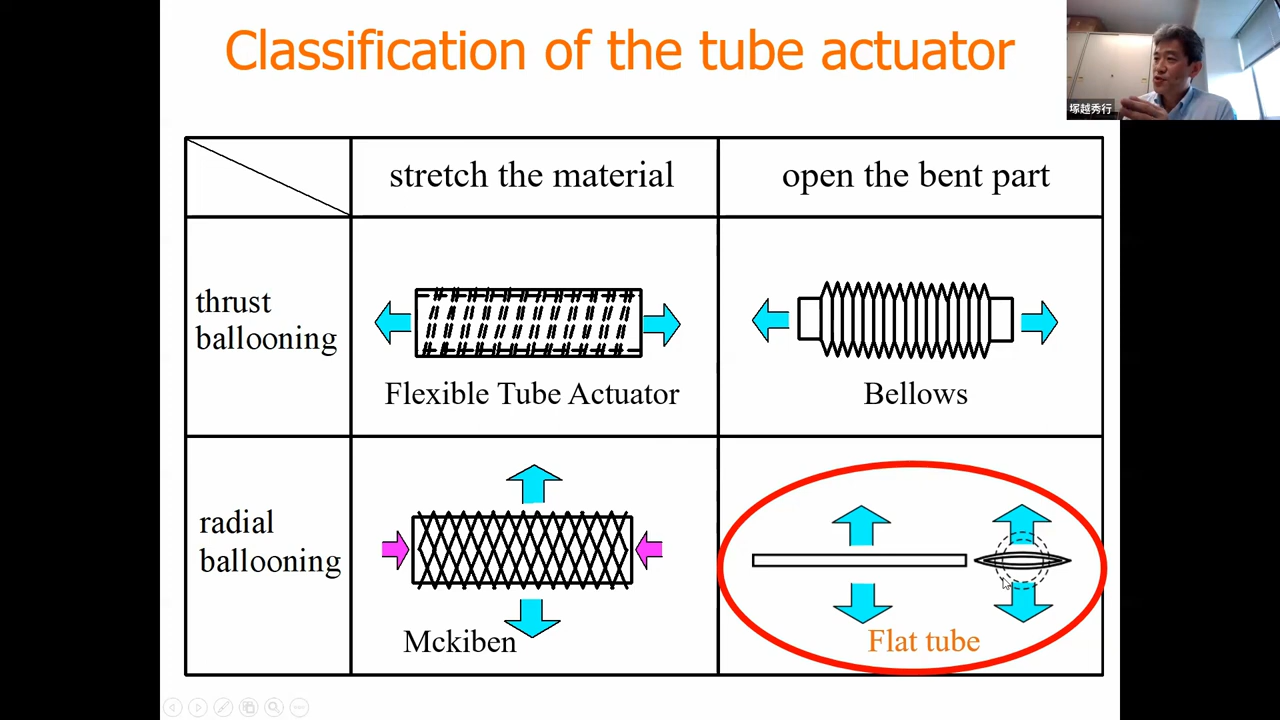 Classification of the tube actuator
塚越秀行
stretch the material
open the bent part
thrust
ballooning
Flexible Tube Actuator
Bellows
radial
ballooning
Mckiben
Flat tube